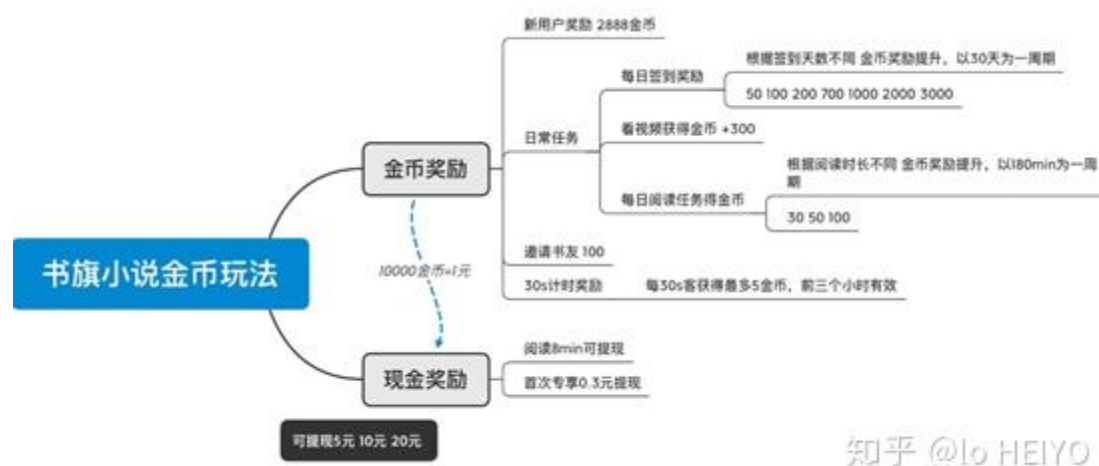 新用户奖励 2888金币
根据签到天数不同 金币奖励提升，以30天为一周期
每日签到奖励
50 100 200 700 1000 2000 3000
日常任务
看视频获得金币 +300
金币奖励
根据阅读时长不同 金币奖励提升，以180min为一周
期
每日阅读任务得金币
30 50 100
邀请书友 100
书旗小说金币玩法
10000金币=1元
30s计时奖励
每30s客获得最多5金币，前三个小时有效
阅读8min可提现
现金奖励
首次专享0.3元提现
可提现5元 10元 20元
知乎 @lo HEIYO